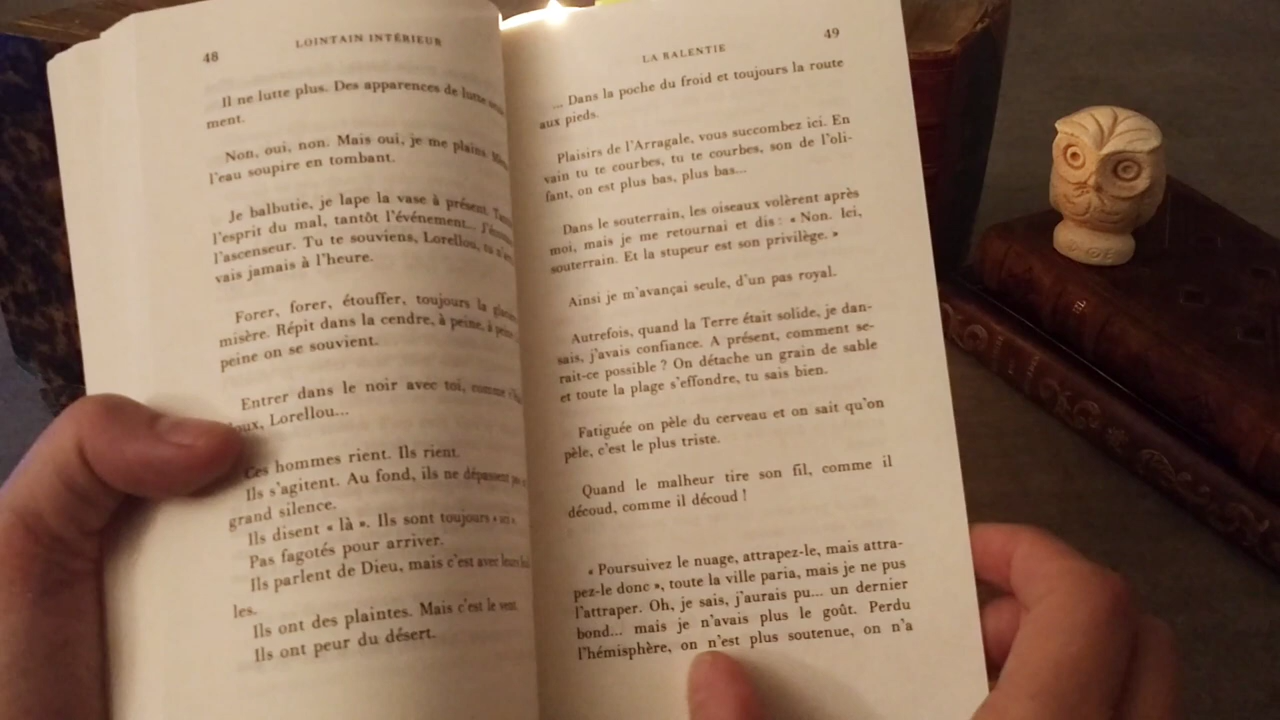 48
LOINTAIN INTÉRIEUR
Il ne lutte plus. Des apparences de lutte
ment.
Non, oui, non. Mais oui, je me plains.
l'eau soupire en tombant.
Je balbutie, je lape la vase à présent.
l'esprit du mal, tantôt l'événement...
l'ascenseur. Tu te souviens, Lorellou, tu
vais jamais à l'heure.
Forer, forer, étouffer, toujours la
misère. Répit dans la cendre, à peine, à peine
peine on se souvient.
Entrer dans le noir avec toi, comme
doux, Lorellou...
Ces hommes rient. Ils rient.
Ils s'agitent. Au fond, ils ne dépassent
grand silence.
Ils disent « là ». Ils sont toujours
Pas fagotés pour arriver.
Ils parlent de Dieu, mais c'est avec leurs
les.
Ils ont des plaintes. Mais c'est le vent.
Ils ont peur du désert.
49
LA RALENTIE
... Dans la poche du froid et toujours la route
aux pieds.
Plaisirs de l'Arragale, vous succombez ici. En
vain tu te courbes, tu te courbes, son de l'oli-
fant, on est plus bas, plus bas...
Dans le souterrain, les oiseaux volèrent après
moi, mais je me retournai et dis : « Non. Ici,
souterrain. Et la stupeur est son privilège. »
Ainsi je m'avançai seule, d'un pas royal.
Autrefois, quand la Terre était solide, je dan-
sais, j'avais confiance. A présent, comment se-
rait-ce possible ? On détache un grain de sable
et toute la plage s'effondre, tu sais bien.
Fatiguée on pèle du cerveau et on sait qu'on
pèle, c'est le plus triste.
Quand le malheur tire son fil, comme il
découd, comme il découd !
« Poursuivez le nuage, attrapez-le, mais attra-
pez-le donc », toute la ville paria, mais je ne pus
l'attraper. Oh, je sais, j'aurais pu... un dernier
bond... mais je n'avais plus le goût. Perdu
l'hémisphère, on n'est plus soutenue, on n'a